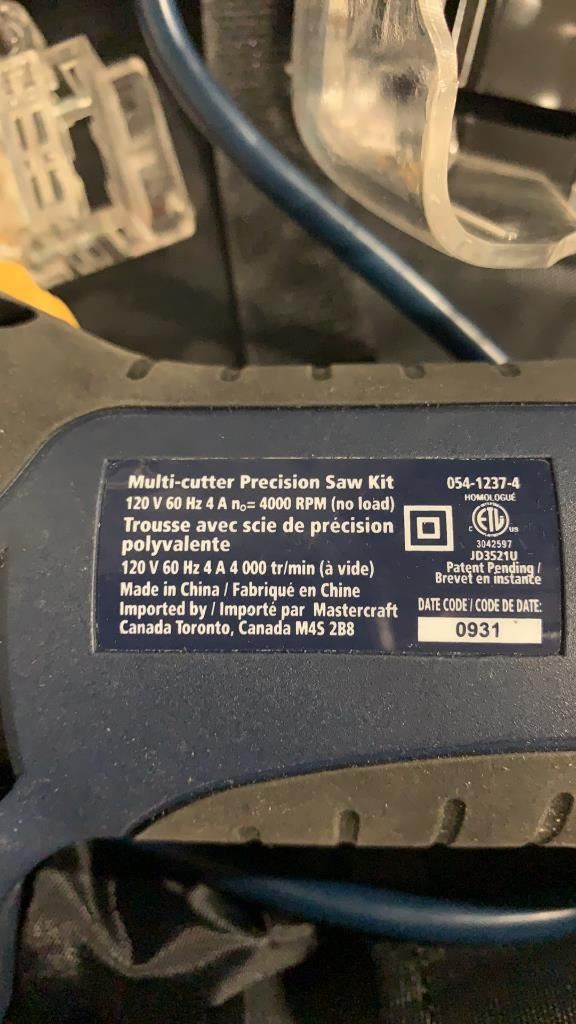 Multi-cutter Precision Saw Kit
120 V 60 Hz 4 A n₀= 4000 RPM (no load)
Trousse avec scie de précision
polyvalente
120 V 60 Hz 4 A 4 000 tr/min (à vide)
Made in China / Fabriqué en Chine
Imported by / Importé par Mastercraft
Canada Toronto, Canada M4S 2B8
054-1237-4
HOMOLOGUÉ
C ETL US
3042597
JD3521U
Patent Pending /
Brevet en instance
DATE CODE / CODE DE DATE:
0931